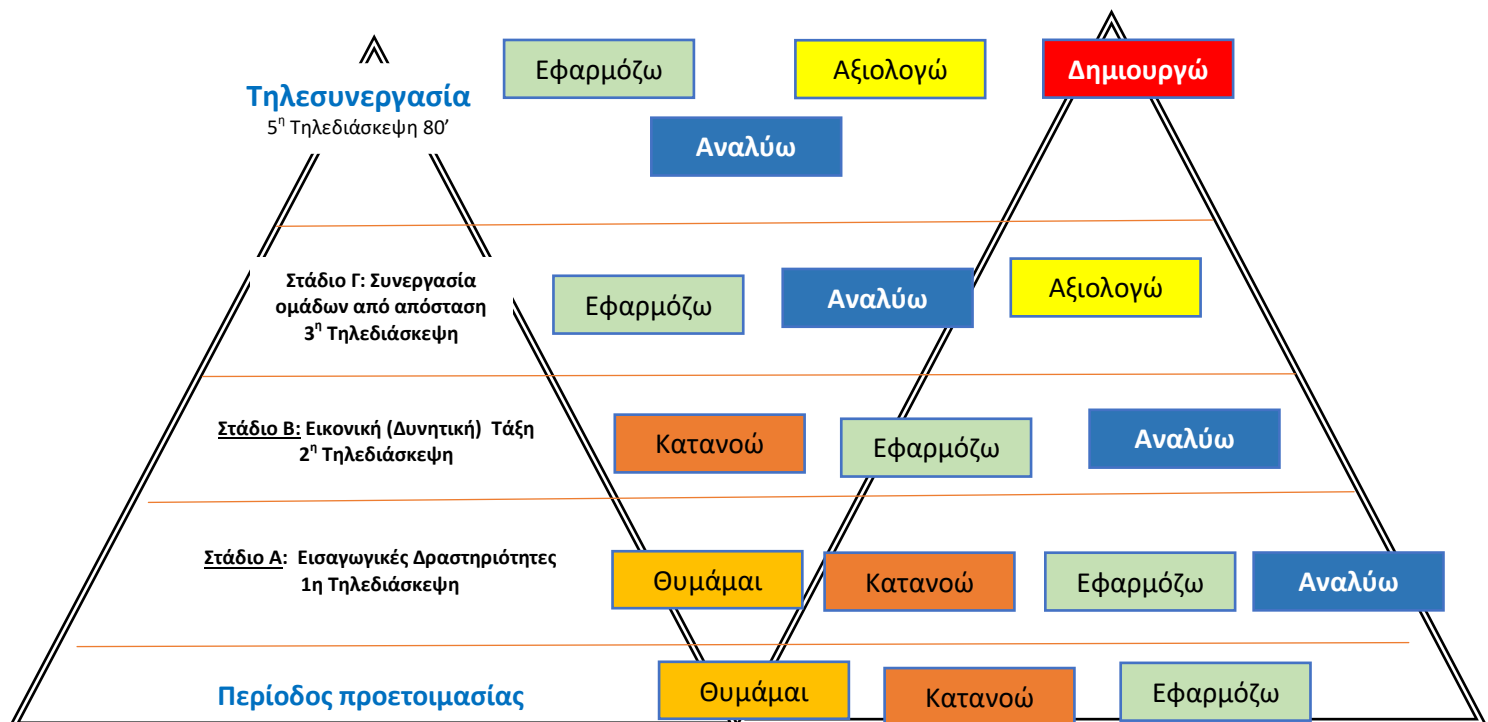 Τηλεσυνεργασία
5η Τηλεδιάσκεψη 80’
Εφαρμόζω
Αξιολογώ
Δημιουργώ
Αναλύω
Στάδιο Γ: Συνεργασία
ομάδων από απόσταση
3η Τηλεδιάσκεψη
Εφαρμόζω
Αναλύω
Αξιολογώ
Στάδιο Β: Εικονική (Δυνητική) Τάξη
2η Τηλεδιάσκεψη
Κατανοώ
Εφαρμόζω
Αναλύω
Στάδιο Α: Εισαγωγικές Δραστηριότητες
1η Τηλεδιάσκεψη
Θυμάμαι
Κατανοώ
Εφαρμόζω
Αναλύω
Περίοδος προετοιμασίας
Θυμάμαι
Κατανοώ
Εφαρμόζω